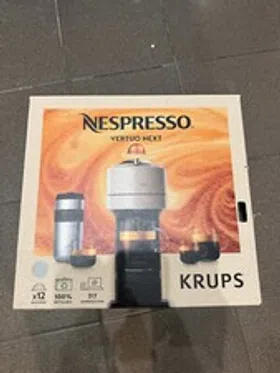 NESPRESSO
VERTUO NEXT
KRUPS
x12
100%